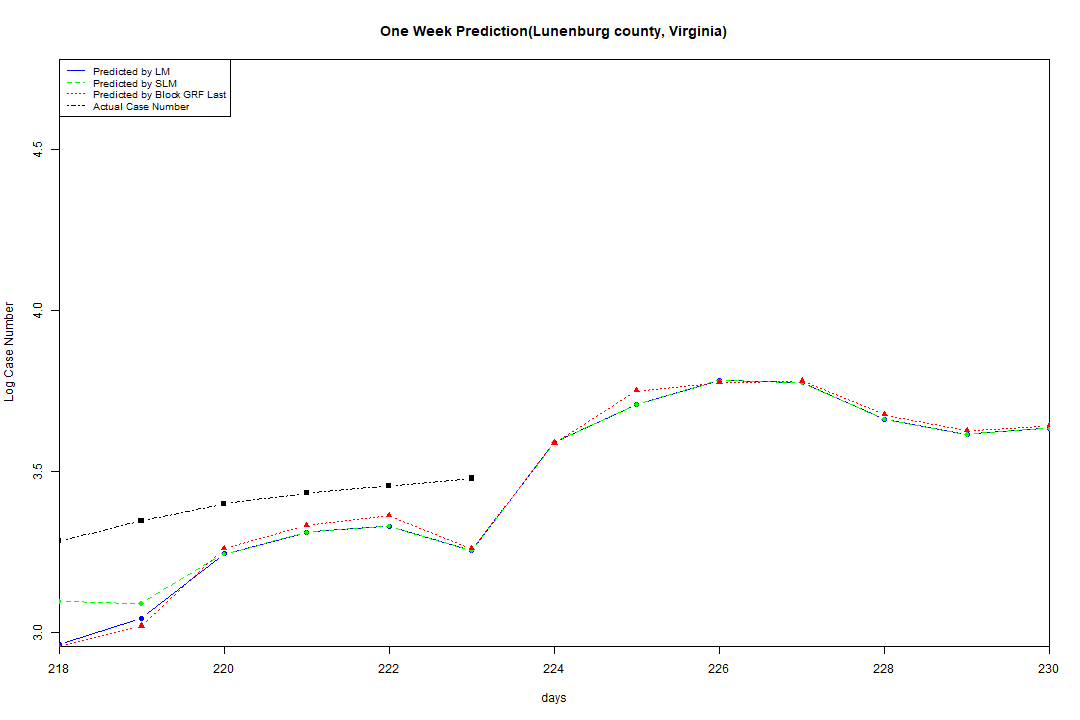 One Week Prediction(Lunenburg county, Virginia)
Predicted by LM
Predicted by SLM
Predicted by Block GRF Last
Actual Case Number
4.5
4.0
3.5
3.0
Log Case Number
218 220 222 224 226 228 230
days